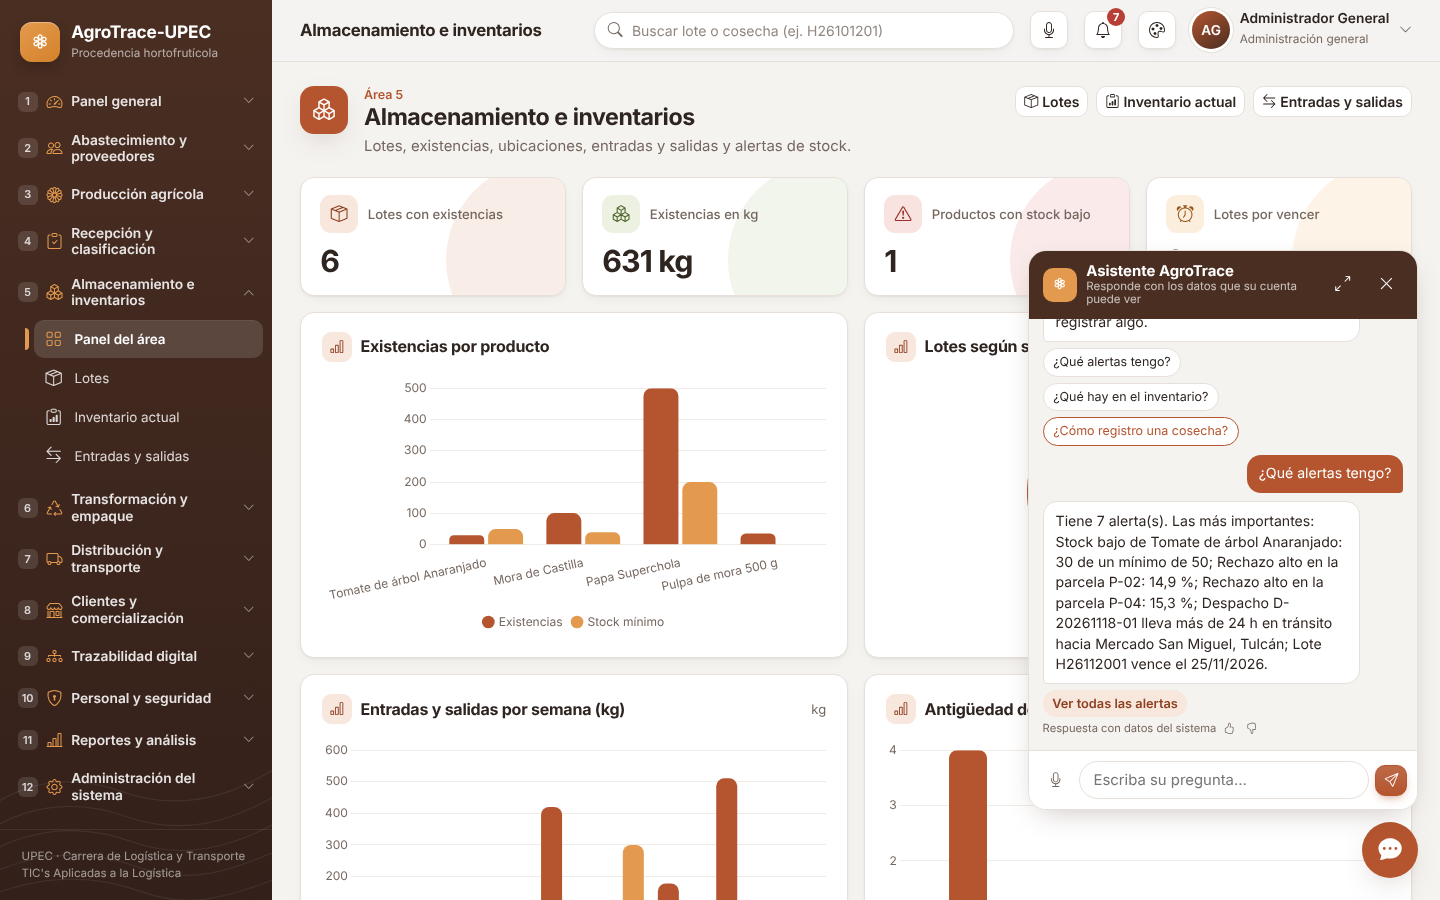 AgroTrace-UPEC
Procedencia hortofrutícola
1 Panel general
2 Abastecimiento y
proveedores
3 Producción agrícola
4 Recepción y
clasificación
5 Almacenamiento e
inventarios
Panel del área
Lotes
Inventario actual
Entradas y salidas
6 Transformación y
empaque
7 Distribución y
transporte
8 Clientes y
comercialización
9 Trazabilidad digital
10 Personal y seguridad
11 Reportes y análisis
12 Administración del
sistema
UPEC · Carrera de Logística y Transporte
TIC's Aplicadas a la Logística
Almacenamiento e inventarios
Buscar lote o cosecha (ej. H26101201)
7
AG
Administrador General
Administración general
Área 5
Almacenamiento e inventarios
Lotes, existencias, ubicaciones, entradas y salidas y alertas de stock.
Lotes
Inventario actual
Entradas y salidas
Lotes con existencias
6
Existencias en kg
631 kg
Productos con stock bajo
1
Lotes por vencer
Existencias por producto
500
400
300
200
100
0
Tomate de árbol Anaranjado
Mora de Castilla
Papa Superchola
Pulpa de mora 500 g
Existencias
Stock mínimo
Lotes según s
Entradas y salidas por semana (kg)
kg
600
500
400
300
200
Antigüedad d
4
3
2
Asistente AgroTrace
Responde con los datos que su cuenta
puede ver
registrar algo.
¿Qué alertas tengo?
¿Qué hay en el inventario?
¿Cómo registro una cosecha?
¿Qué alertas tengo?
Tiene 7 alerta(s). Las más importantes:
Stock bajo de Tomate de árbol Anaranjado:
30 de un mínimo de 50; Rechazo alto en la
parcela P-02: 14,9 %; Rechazo alto en la
parcela P-04: 15,3 %; Despacho D-
20261118-01 lleva más de 24 h en tránsito
hacia Mercado San Miguel, Tulcán; Lote
H26112001 vence el 25/11/2026.
Ver todas las alertas
Respuesta con datos del sistema
Escriba su pregunta...